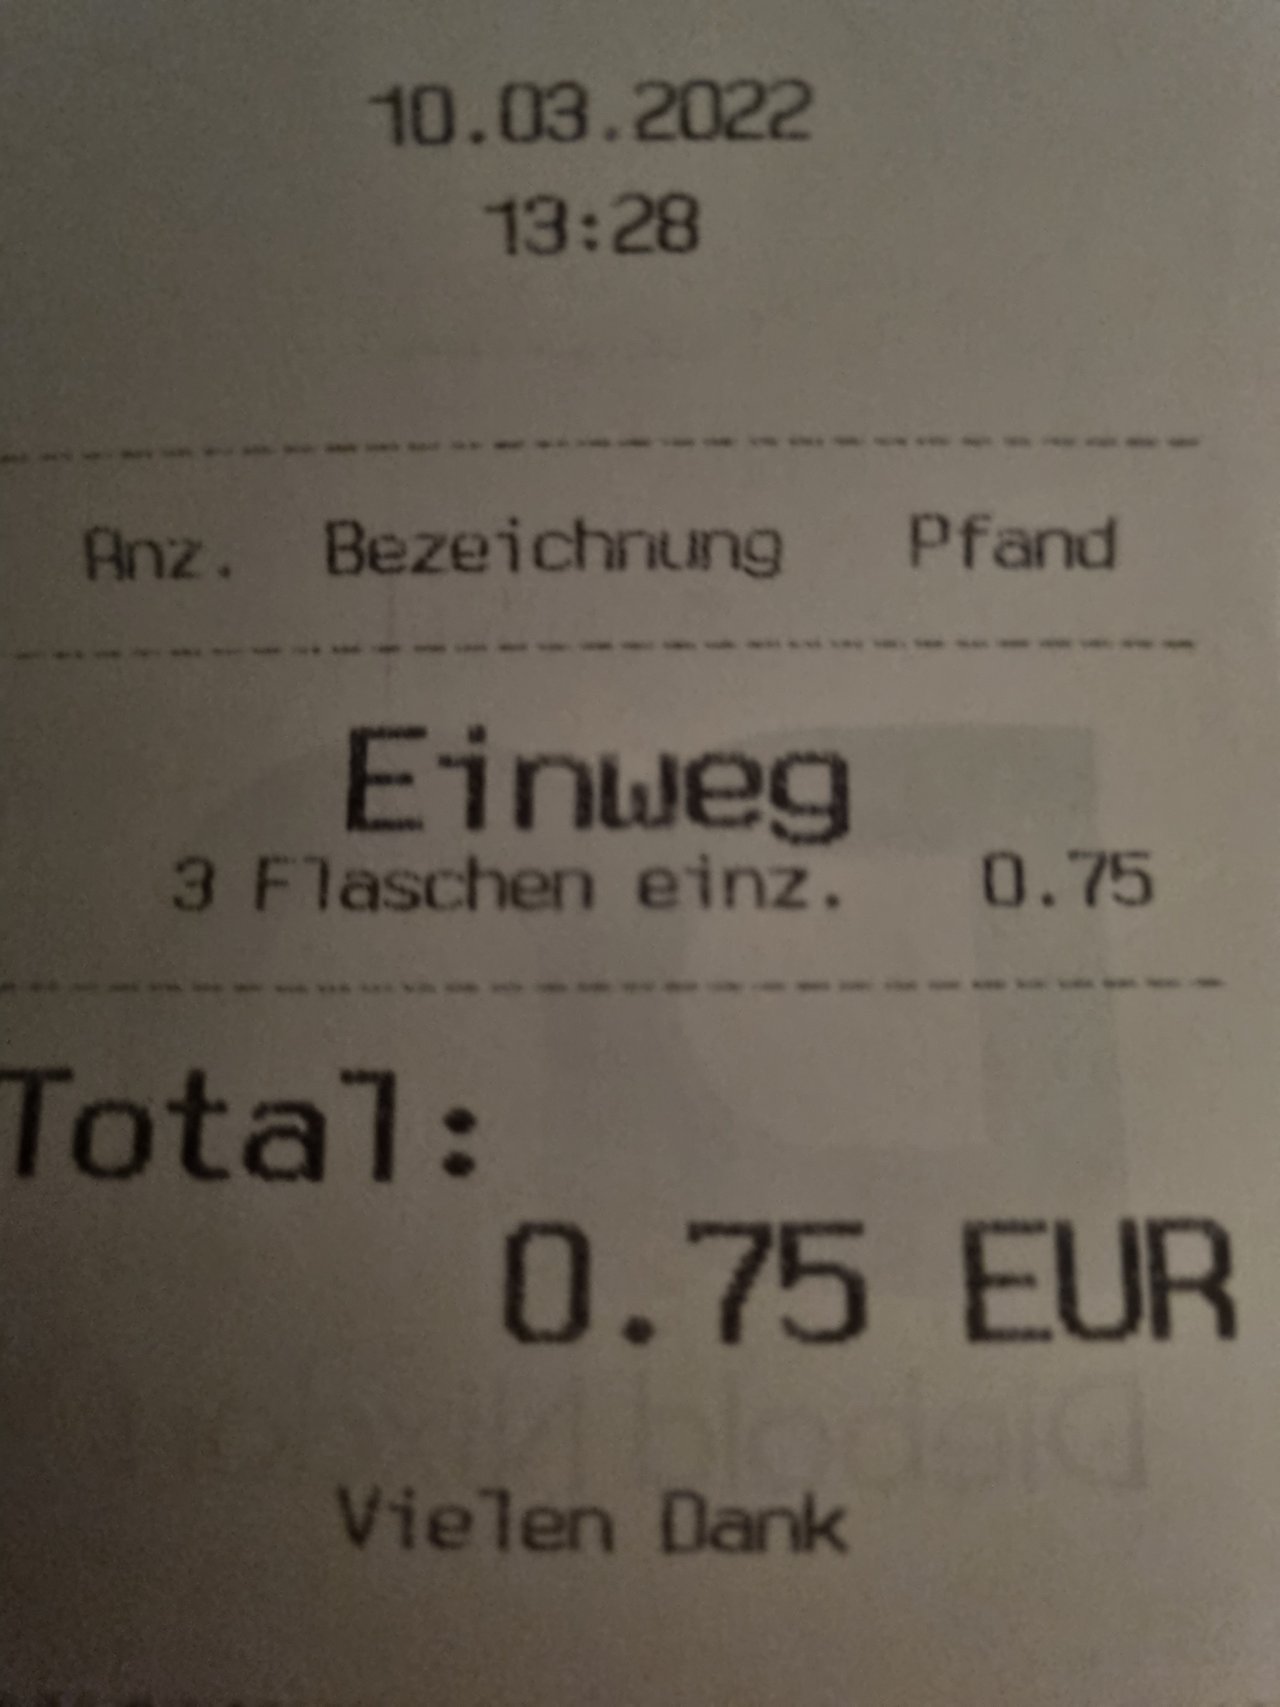 10.03.2022
13:28
Anz. Bezeichnung Pfand
Einweg
3 Flaschen einz. 0.75
Total:
0.75 EUR
Vielen Dank